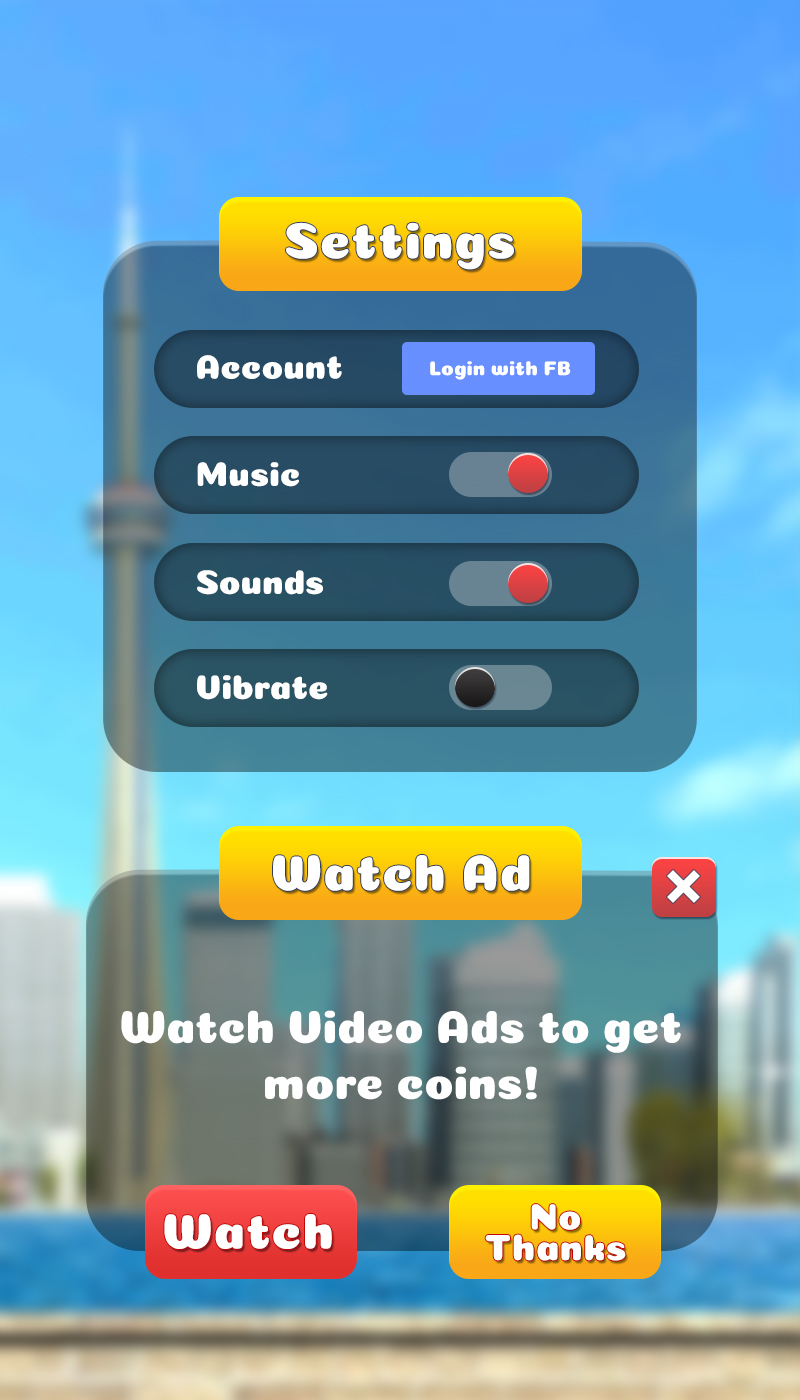 Settings
Account
Login with FB
Music
Sounds
Vibrate
Watch Ad
Watch Video Ads to get
more coins!
Watch
No
Thanks